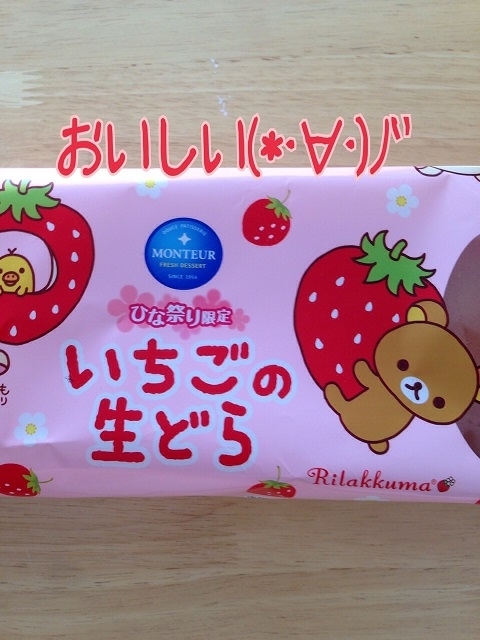 おいしい(*·∀·)ﾉ"
MONTEUR
FRESH DESSERT
ひな祭り限定
いちごの
生どら
Rilakkuma